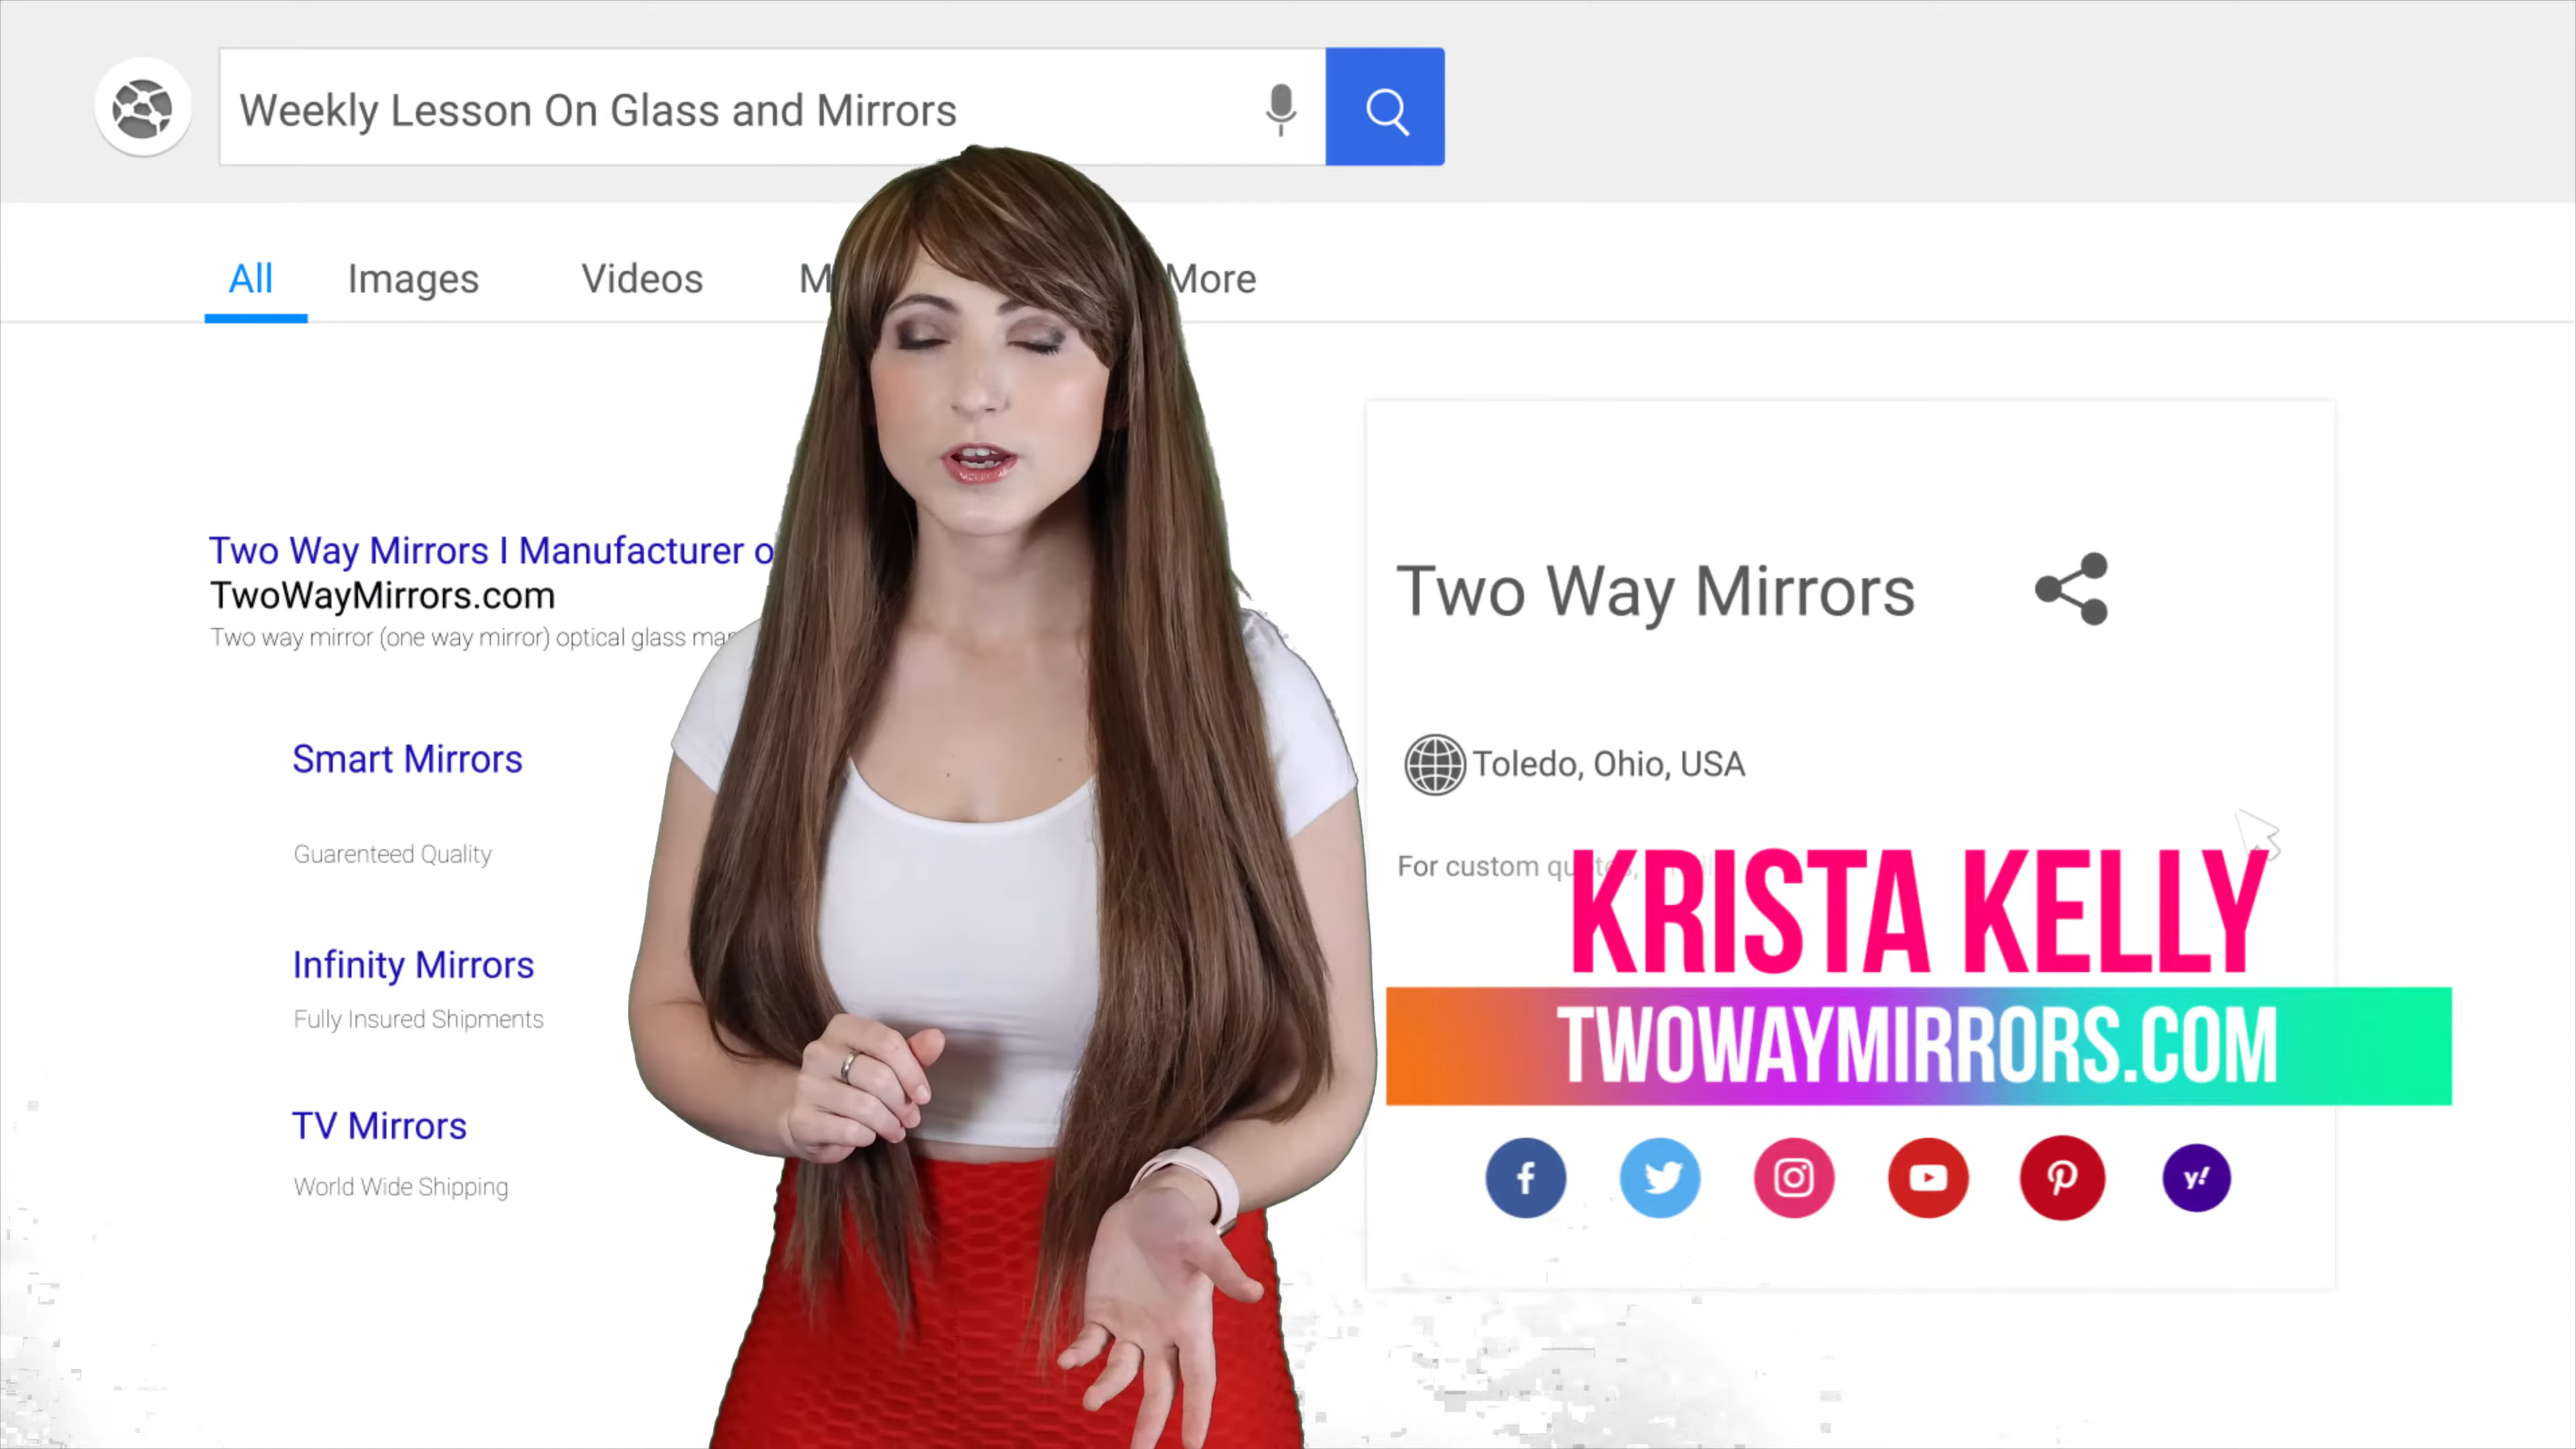 Weekly Lesson On Glass and Mirrors
All Images Videos More
Two Way Mirrors I Manufacturer
TwoWayMirrors.com
Two way mirror (one way mirror) optical glass
Smart Mirrors
Guarenteed Quality
Infinity Mirrors
Fully Insured Shipments
TV Mirrors
World Wide Shipping
Two Way Mirrors
Toledo, Ohio, USA
For custom
KRISTA KELLY
TWOWAYMIRRORS.COM
f
y!